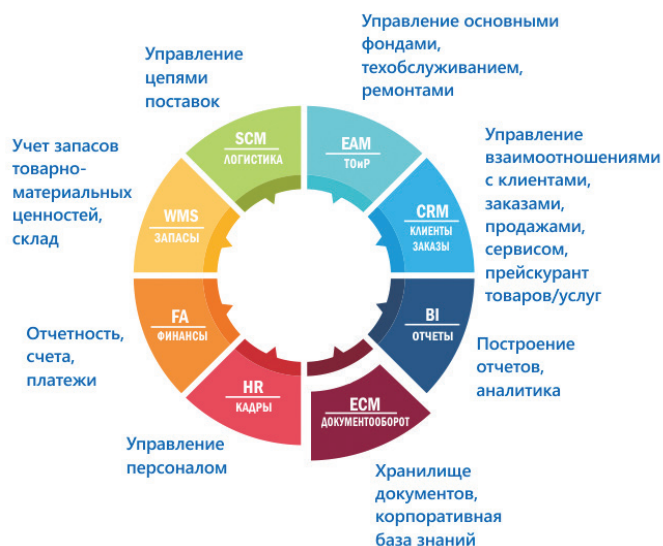 Управление основными
фондами,
техобслуживанием,
ремонтами
Управление
цепями
поставок
SCM
ЛОГИСТИКА
EAM
ТОиР
Учет запасов
товарно-
материальных
ценностей,
склад
WMS
ЗАПАСЫ
CRM
КЛИЕНТЫ
ЗАКАЗЫ
Управление
взаимоотношениями
с клиентами,
заказами,
продажами,
сервисом,
прейскурант
товаров/услуг
FA
ФИНАНСЫ
BI
ОТЧЕТЫ
Отчетность,
счета,
платежи
Построение
отчетов,
аналитика
HR
КАДРЫ
ECM
ДОКУМЕНТООБОРОТ
Управление
персоналом
Хранилище
документов,
корпоративная
база знаний